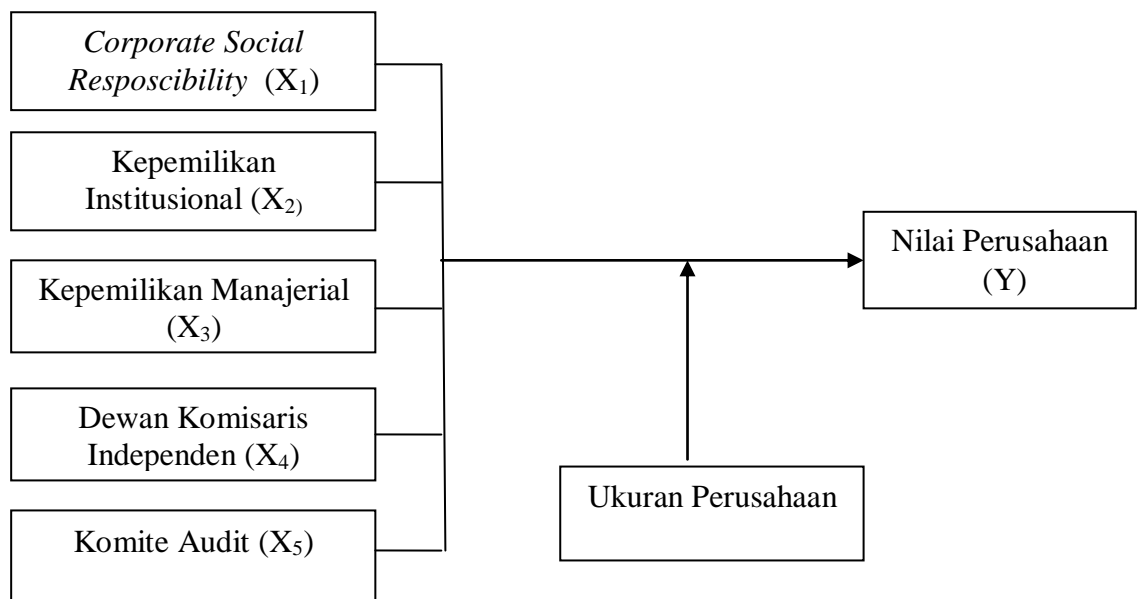 Corporate Social
Resposcibility (X₁)
Kepemilikan
Institusional (X₂₎
Kepemilikan Manajerial
(X₃)
Dewan Komisaris
Independen (X₄)
Komite Audit (X₅)
Nilai Perusahaan
(Y)
Ukuran Perusahaan